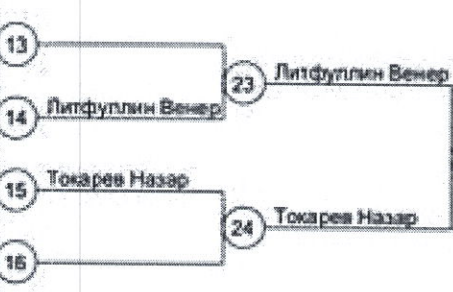 13
23 Литфуллин Венер
14 Литфуллин Венер
15 Токарев Назар
24 Токарев Назар
16